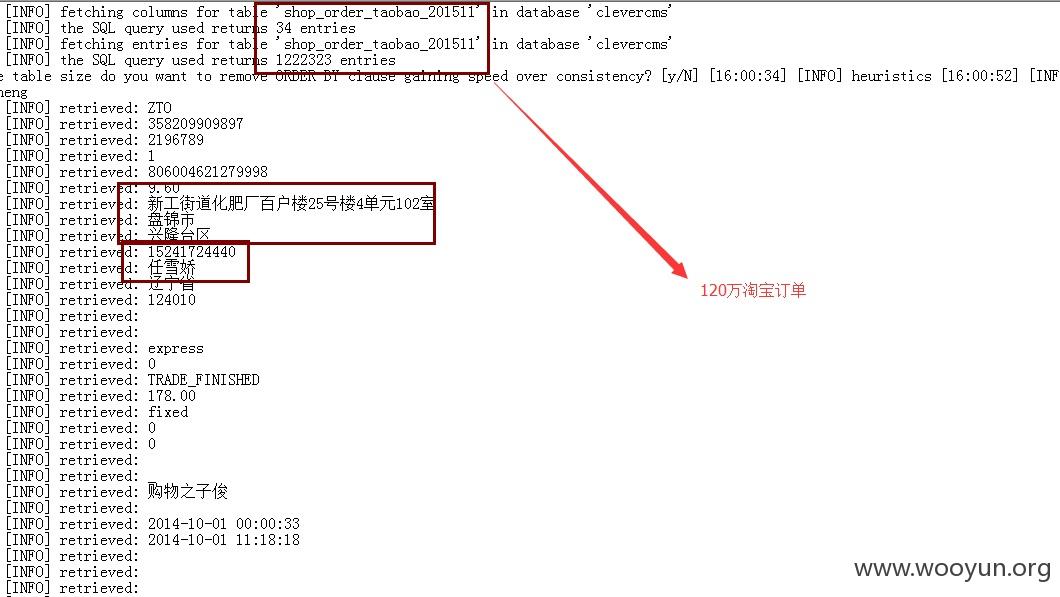 [INFO] fetching columns for table 'shop_order_taobao_201511' in database 'clevercms'
[INFO] the SQL query used returns 34 entries
[INFO] fetching entries for table 'shop_order_taobao_201511' in database 'clevercms'
[INFO] the SQL query used returns 1222323 entries
e table size do you want to remove ORDER BY clause gaining speed over consistency? [y/N] [16:00:34] [INFO] heuristics [16:00:52] [INF
heng
[INFO] retrieved: ZTO
[INFO] retrieved: 358209909897
[INFO] retrieved: 2196789
[INFO] retrieved: 1
[INFO] retrieved: 806004621279998
[INFO] retrieved: 9.60
[INFO] retrieved: 新工街道化肥厂百户楼25号楼4单元102室
[INFO] retrieved: 盘锦市
[INFO] retrieved: 兴隆台区
[INFO] retrieved: 15241724440
[INFO] retrieved: 任雪娇
[INFO] retrieved: 辽宁省
[INFO] retrieved: 124010
[INFO] retrieved:
[INFO] retrieved:
[INFO] retrieved: express
[INFO] retrieved: 0
[INFO] retrieved: TRADE_FINISHED
[INFO] retrieved: 178.00
[INFO] retrieved: fixed
[INFO] retrieved: 0
[INFO] retrieved: 0
[INFO] retrieved:
[INFO] retrieved:
[INFO] retrieved: 购物之子俊
[INFO] retrieved:
[INFO] retrieved: 2014-10-01 00:00:33
[INFO] retrieved: 2014-10-01 11:18:18
[INFO] retrieved:
[INFO] retrieved:
[INFO] retrieved:
120万淘宝订单
www.wooyun.org